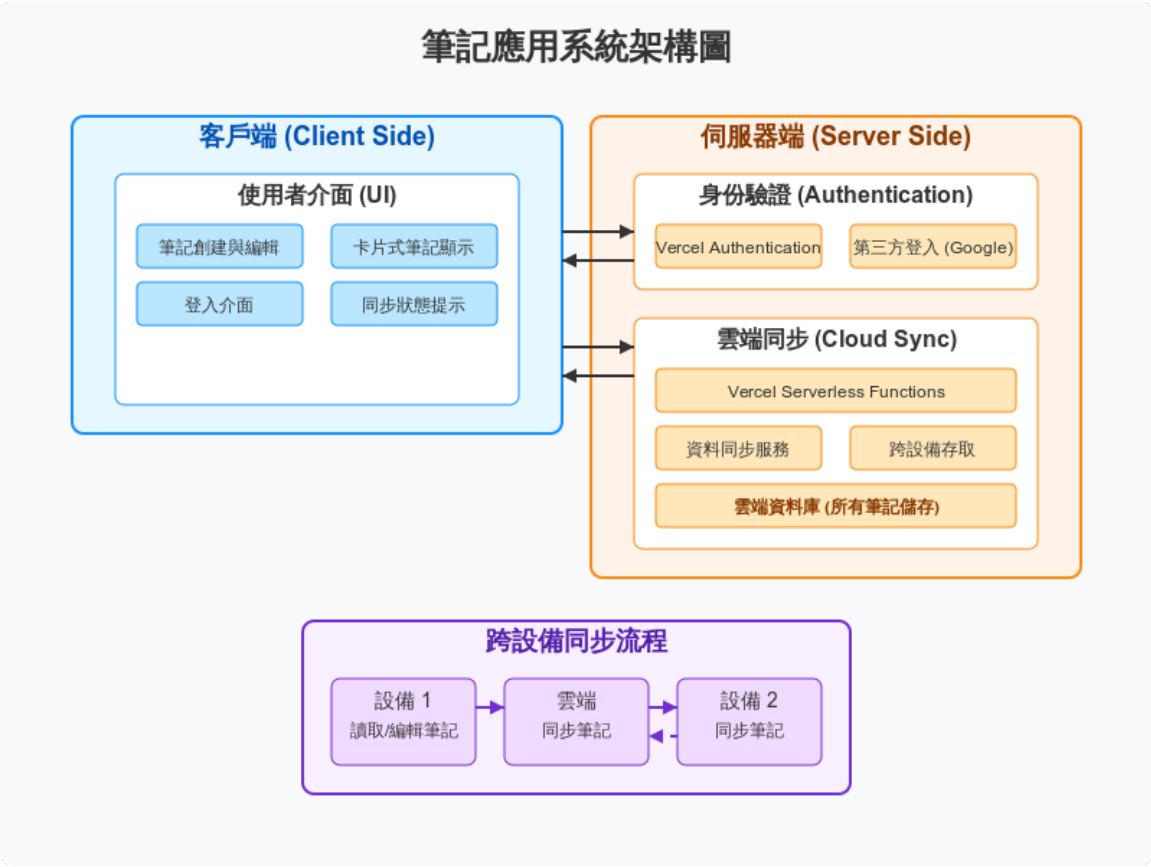 筆記應用系統架構圖
客戶端 (Client Side)
使用者介面 (UI)
筆記創建與編輯
卡片式筆記顯示
登入介面
同步狀態提示
伺服器端 (Server Side)
身份驗證 (Authentication)
Vercel Authentication
第三方登入 (Google)
雲端同步 (Cloud Sync)
Vercel Serverless Functions
資料同步服務
跨設備存取
雲端資料庫 (所有筆記儲存)
跨設備同步流程
設備 1
讀取/編輯筆記
雲端
同步筆記
設備 2
同步筆記